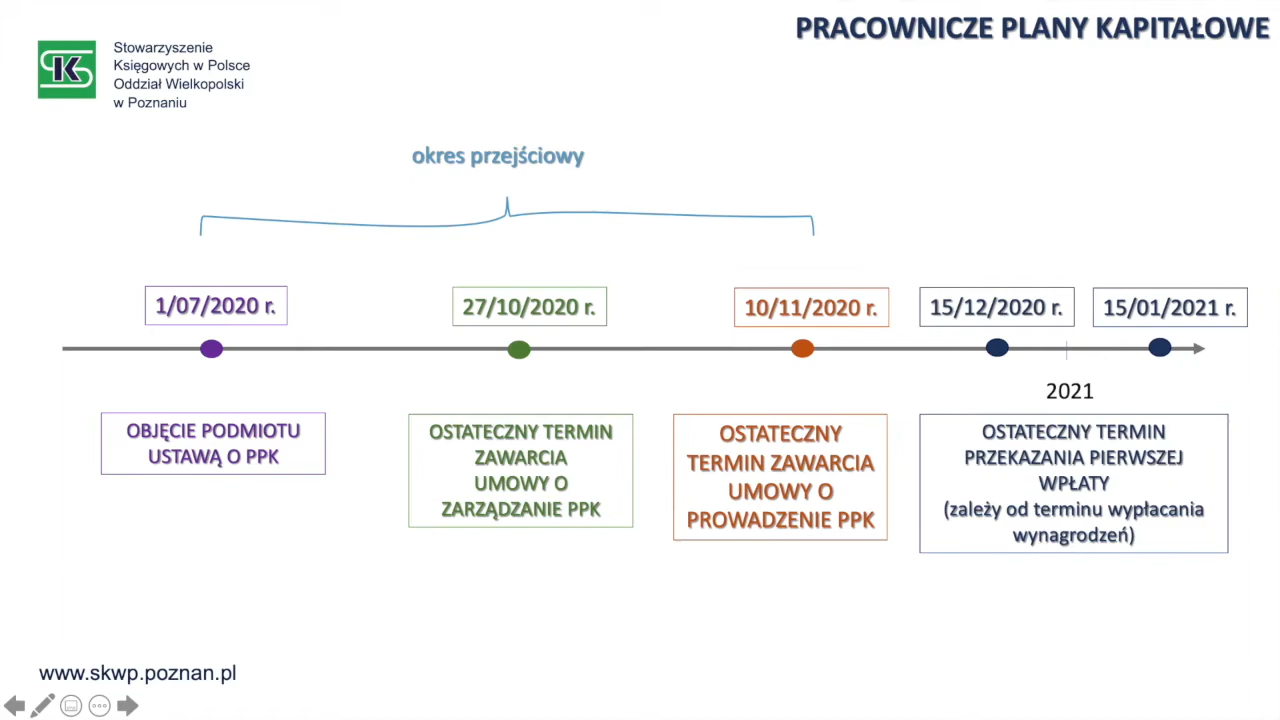 PRACOWNICZE PLANY KAPITAŁOWE
Stowarzyszenie
Księgowych w Polsce
Oddział Wielkopolski
w Poznaniu
okres przejściowy
1/07/2020 r.
27/10/2020 r.
10/11/2020 r.
15/12/2020 r.
15/01/2021 r.
2021
OBJĘCIE PODMIOTU
USTAWĄ O PPK
OSTATECZNY TERMIN
ZAWARCIA
UMOWY O
ZARZĄDZANIE PPK
OSTATECZNY
TERMIN ZAWARCIA
UMOWY O
PROWADZENIE PPK
OSTATECZNY TERMIN
PRZEKAZANIA PIERWSZEJ
WPŁATY
(zależy od terminu wypłacania
wynagrodzeń)
www.skwp.poznan.pl